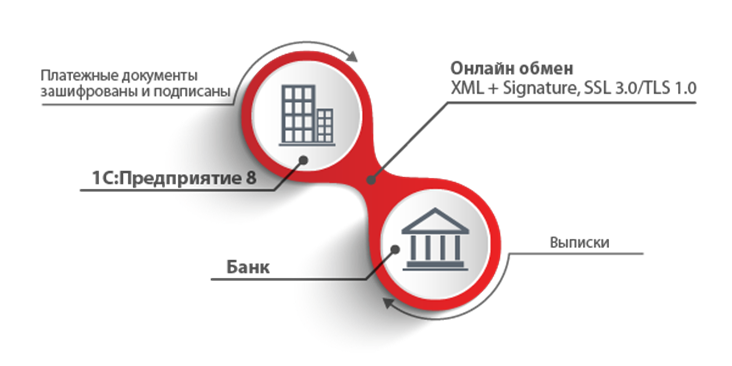 Платежные документы
зашифрованы и подписаны
Онлайн обмен
XML + Signature, SSL 3.0/TLS 1.0
1С:Предприятие 8
Банк
Выписки